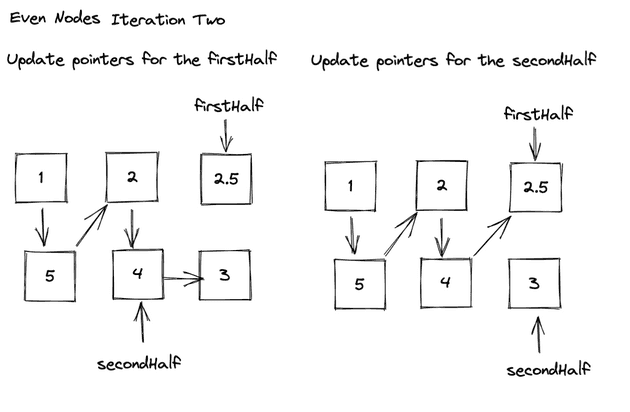 Even Nodes Iteration Two
Update pointers for the firstHalf
Update pointers for the secondHalf
firstHalf
1
2
2.5
5
4
3
secondHalf
firstHalf
1
2
2.5
5
4
3
secondHalf